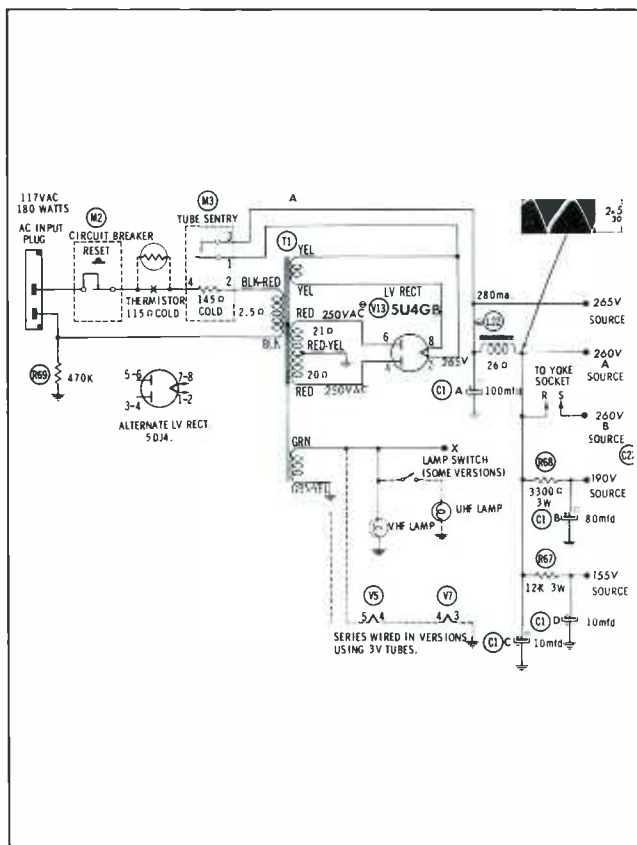 117VAC
180 WATTS
AC INPUT
PLUG
M2
CIRCUIT BREAKER
RESET
M3
TUBE SENTRY
3
1
4
2
THERMISTOR
115Ω COLD
145Ω
COLD
BLK-RED
2.5Ω
BLK
R69
470K
5-6
7-8
3-4
1-2
ALTERNATE LV RECT
5DJ4.
A
T1
YEL
YEL
RED
250VAC
21Ω
RED-YEL
20Ω
RED
250VAC
LV RECT
V13
5U4GB
6
8
4
265V
GRN
X
LAMP SWITCH
(SOME VERSIONS)
UHF LAMP
VHF LAMP
V5
5 4
V7
4 3
SERIES WIRED IN VERSIONS
USING 3V TUBES.
2.5
30
280ma
265V
SOURCE
26Ω
260V
A
SOURCE
C1 A
100mfd
TO YOKE
SOCKET
R S
260V
B
SOURCE
R68
3300Ω
3W
190V
SOURCE
C1 B
80mfd
R67
12K 3W
155V
SOURCE
C1 D
10mfd
C1 C
10mfd